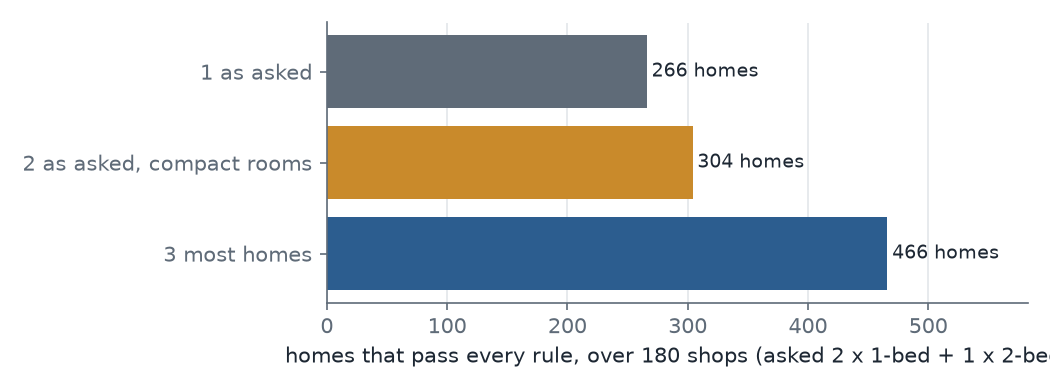 1 as asked
266 homes
2 as asked, compact rooms
304 homes
3 most homes
466 homes
0 100 200 300 400 500
homes that pass every rule, over 180 shops (asked 2 x 1-bed + 1 x 2-be